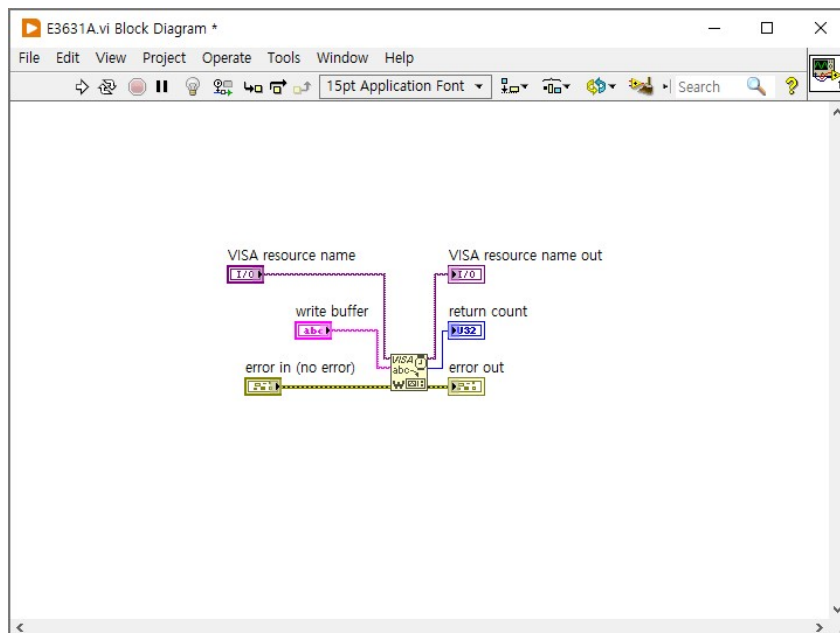 E3631A.vi Block Diagram *
File Edit View Project Operate Tools Window Help
15pt Application Font
Search
VISA resource name
VISA resource name out
I/O
I/O
write buffer
return count
abc
U32
error in (no error)
error out
VISA
abc
W